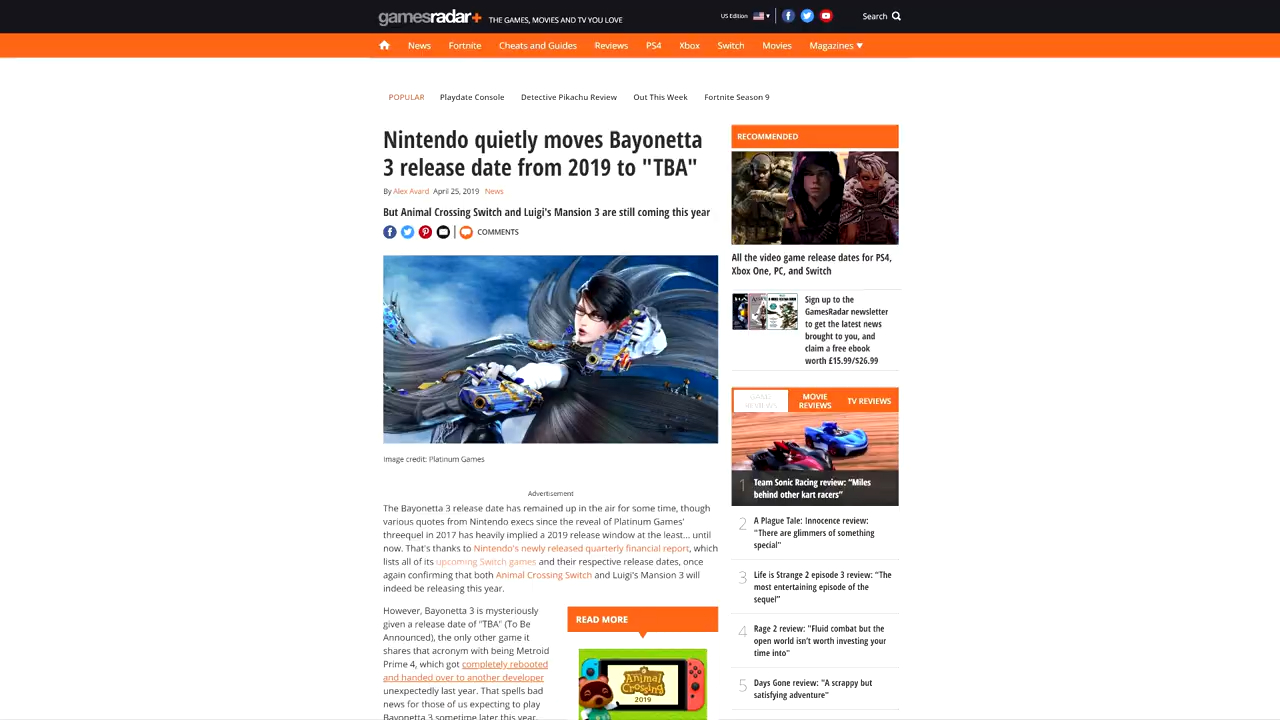 gamesradar+ THE GAMES, MOVIES AND TV YOU LOVE
US Edition
Search
News Fortnite Cheats and Guides Reviews PS4 Xbox Switch Movies Magazines ▼
POPULAR Playdate Console Detective Pikachu Review Out This Week Fortnite Season 9
Nintendo quietly moves Bayonetta
3 release date from 2019 to "TBA"
By Alex Avard April 25, 2019 News
But Animal Crossing Switch and Luigi's Mansion 3 are still coming this year
COMMENTS
Image credit: Platinum Games
Advertisement
The Bayonetta 3 release date has remained up in the air for some time, though
various quotes from Nintendo execs since the reveal of Platinum Games'
threequel in 2017 has heavily implied a 2019 release window at the least... until
now. That's thanks to Nintendo's newly released quarterly financial report, which
lists all of its upcoming Switch games and their respective release dates, once
again confirming that both Animal Crossing Switch and Luigi's Mansion 3 will
indeed be releasing this year.
However, Bayonetta 3 is mysteriously
given a release date of "TBA" (To Be
Announced), the only other game it
shares that acronym with being Metroid
Prime 4, which got completely rebooted
and handed over to another developer
unexpectedly last year. That spells bad
news for those of us expecting to play
Bayonetta 3 sometime later this year.
READ MORE
Animal
Crossing
2019
RECOMMENDED
All the video game release dates for PS4,
Xbox One, PC, and Switch
Sign up to the
GamesRadar newsletter
to get the latest news
brought to you, and
claim a free ebook
worth £15.99/$26.99
GAME
REVIEWS
MOVIE
REVIEWS
TV REVIEWS
1 Team Sonic Racing review: “Miles
behind other kart racers”
2 A Plague Tale: Innocence review:
"There are glimmers of something
special"
3 Life is Strange 2 episode 3 review: “The
most entertaining episode of the
sequel”
4 Rage 2 review: "Fluid combat but the
open world isn’t worth investing your
time into"
5 Days Gone review: "A scrappy but
satisfying adventure"